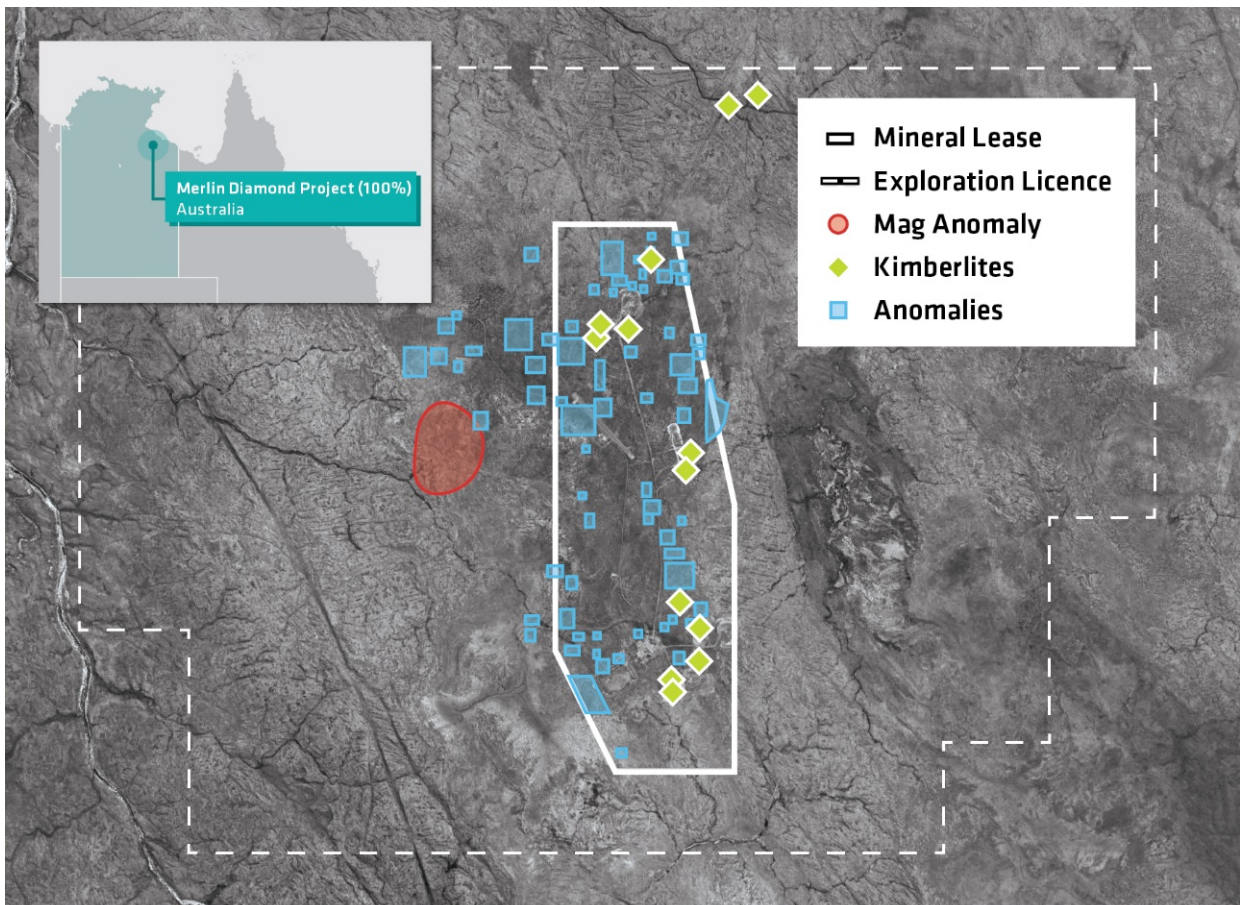 Merlin Diamond Project (100%)
Australia
Mineral Lease
Exploration Licence
Mag Anomaly
Kimberlites
Anomalies